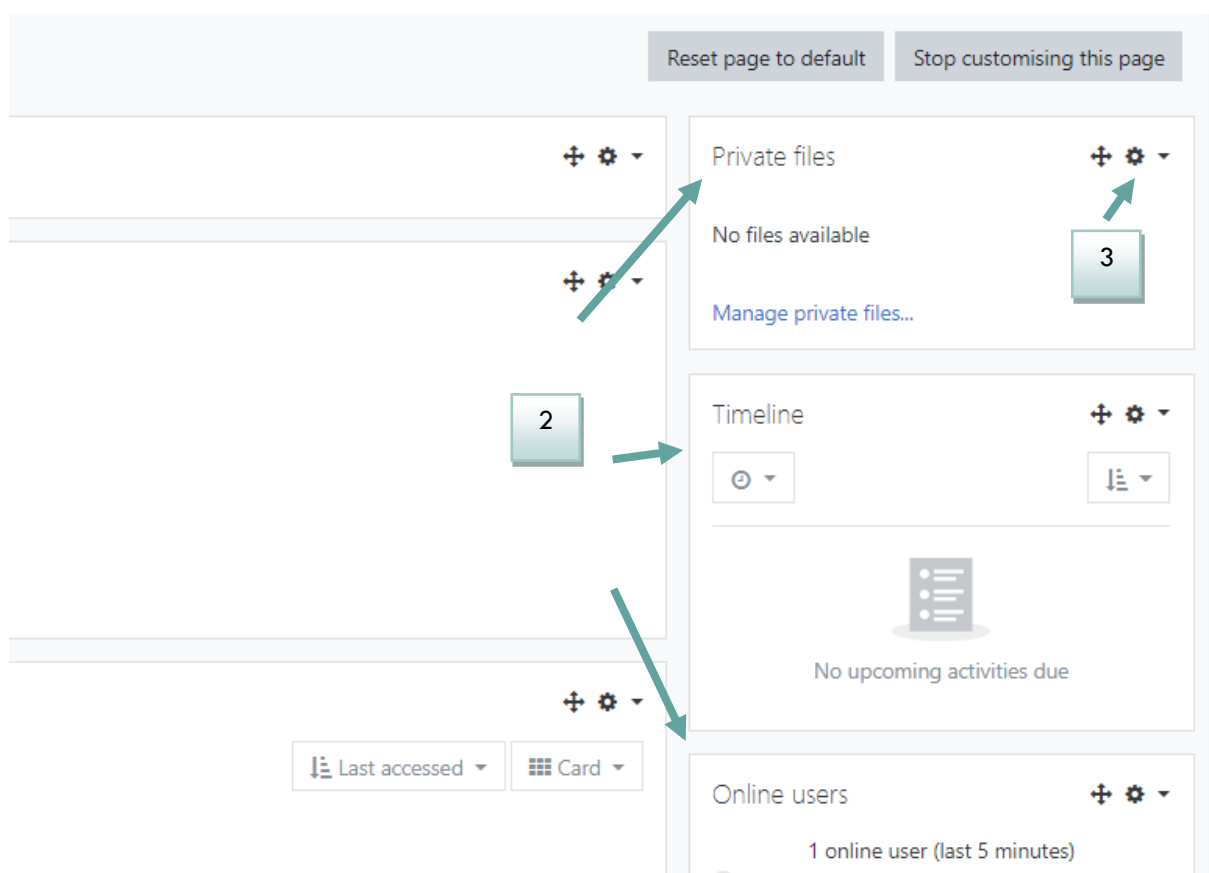 Reset page to default
Stop customising this page
Private files
No files available
3
Manage private files...
2
Timeline
No upcoming activities due
Last accessed
Card
Online users
1 online user (last 5 minutes)